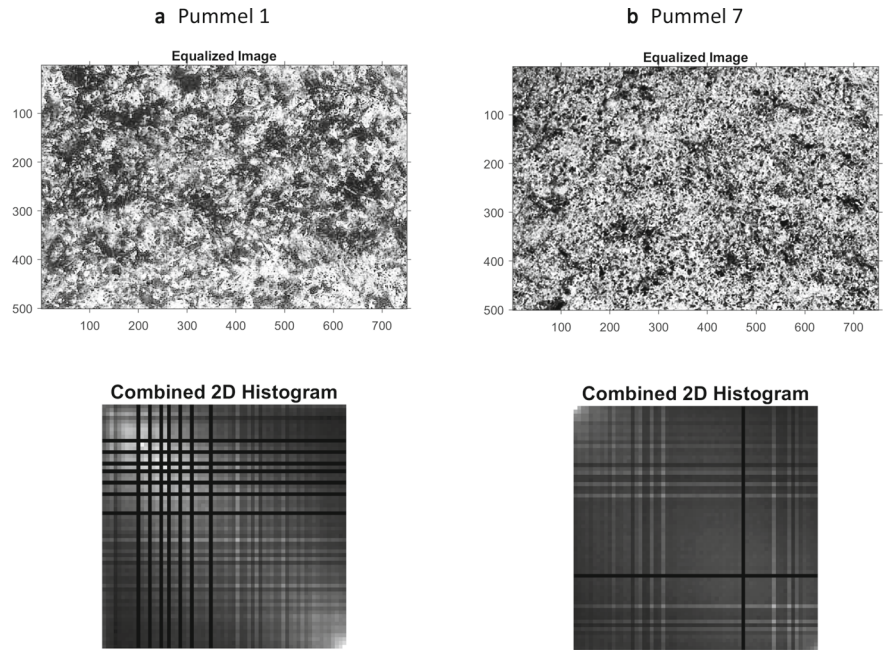 a Pummel 1
Equalized Image
100
200
300
400
500
100 200 300 400 500 600 700
Combined 2D Histogram
b Pummel 7
Equalized Image
100
200
300
400
500
100 200 300 400 500 600 700
Combined 2D Histogram